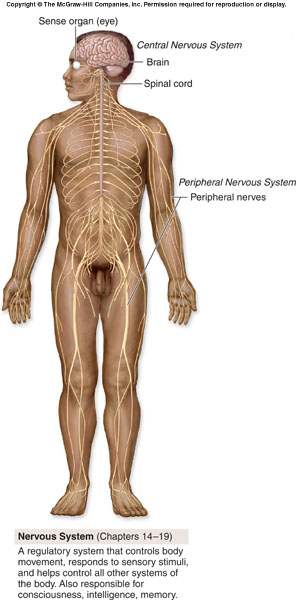 Copyright © The McGraw-Hill Companies, Inc. Permission required for reproduction or display.
Sense organ (eye)
Central Nervous System
Brain
Spinal cord
Peripheral Nervous System
Peripheral nerves
Nervous System (Chapters 14–19)
A regulatory system that controls body
movement, responds to sensory stimuli,
and helps control all other systems of
the body. Also responsible for
consciousness, intelligence, memory.